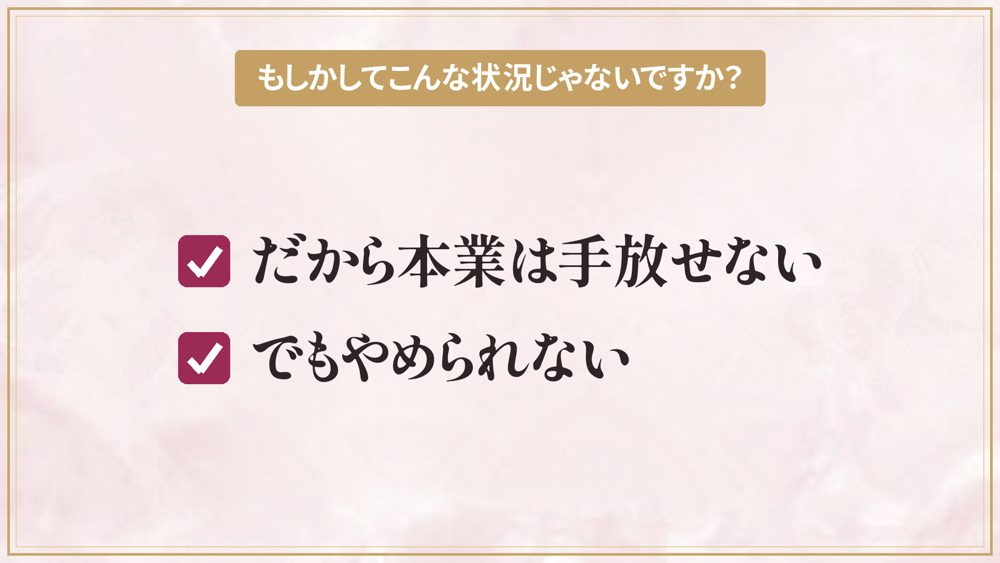 もしかしてこんな状況じゃないですか？
だから本業は手放せない
でもやめられない